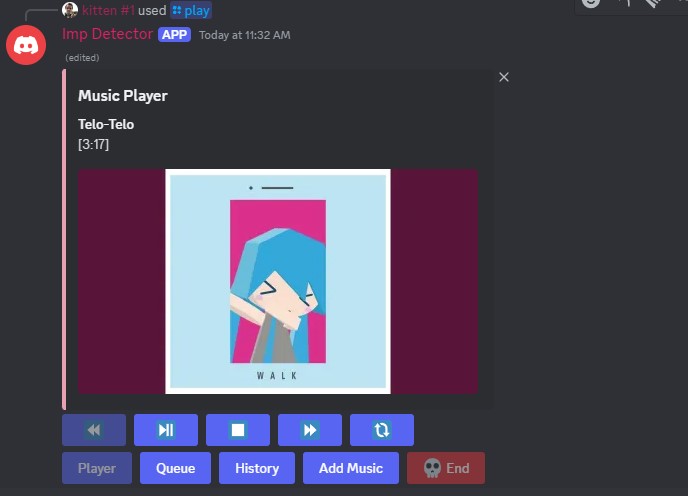 kitten #1 used play
Imp Detector APP Today at 11:32 AM
(edited)
Music Player
Telo-Telo
[3:17]
WALK
Player Queue History Add Music End